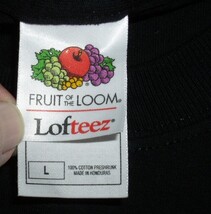 FRUIT OF THE LOOM®
Lofteez®
L
100% COTTON PRESHRUNK
MADE IN HONDURAS